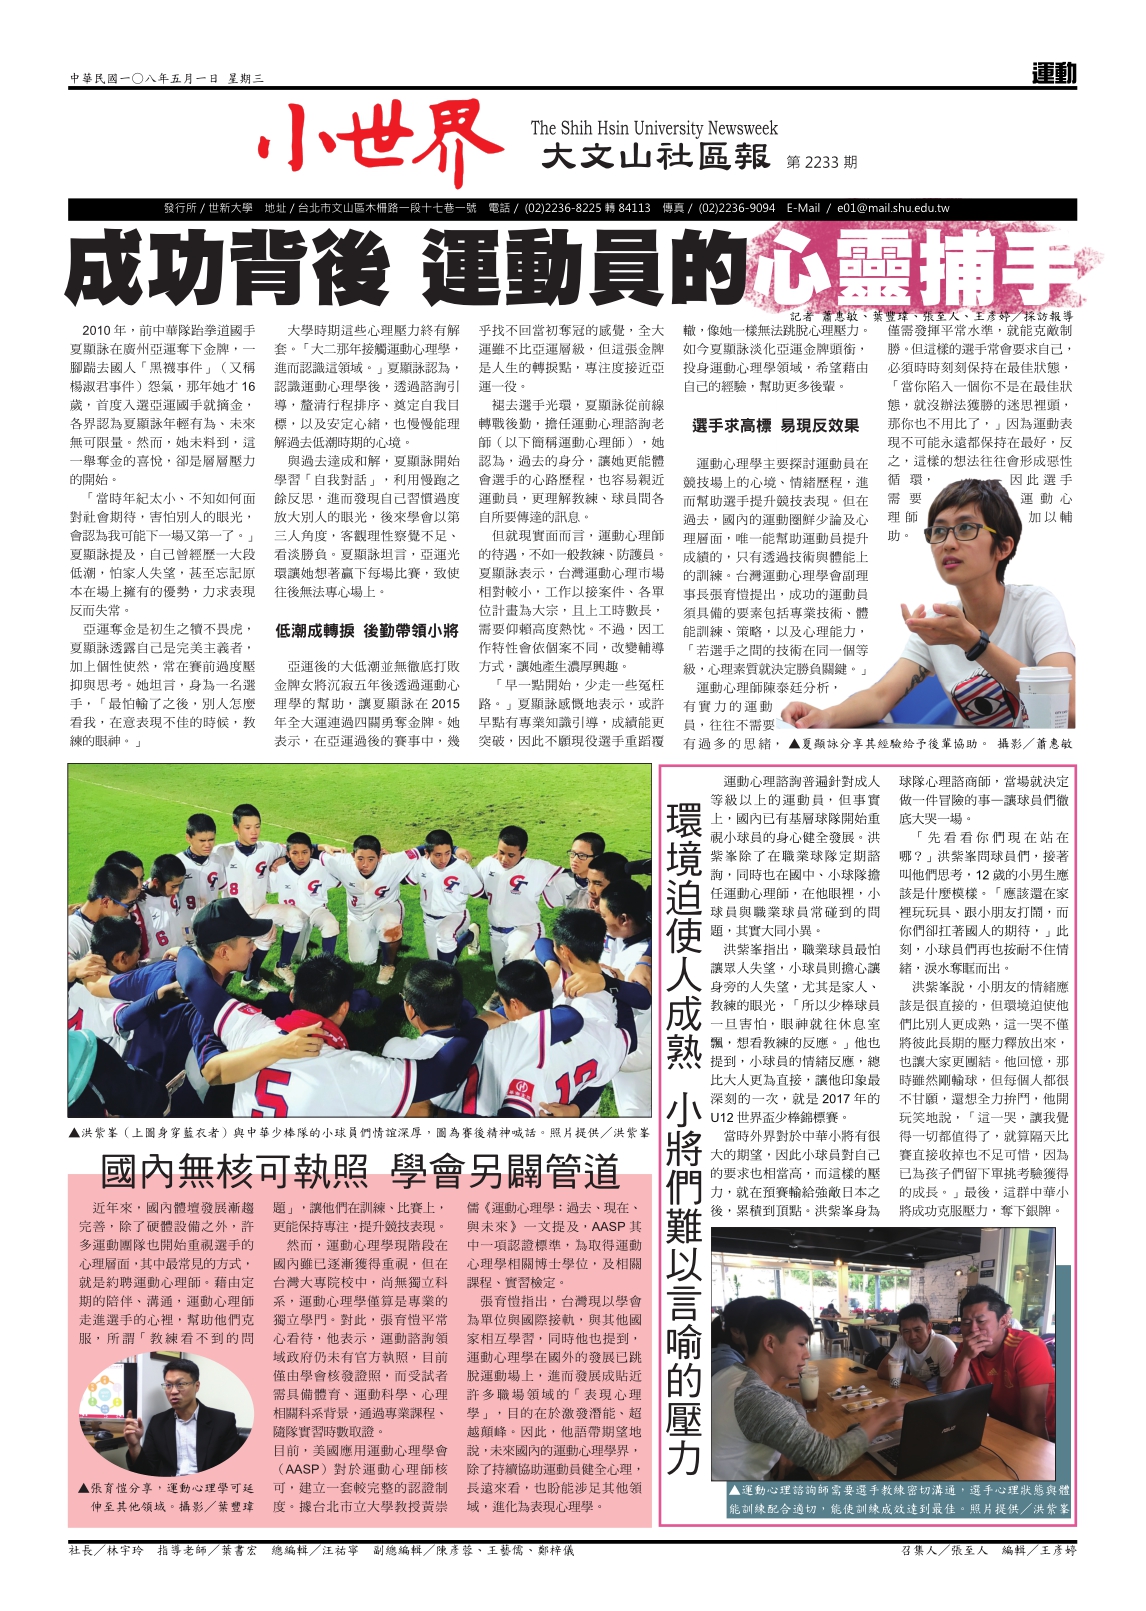 中華民國一〇八年五月一日 星期三
運動
小世界
The Shih Hsin University Newsweek
大文山社區報 第 2233 期
發行所 / 世新大學 地址 / 台北市文山區木柵路一段十七巷一號 電話 / (02)2236-8225 轉 84113 傳真 / (02)2236-9094 E-Mail / e01@mail.shu.edu.tw
成功背後 運動員的心靈捕手
記者 蕭惠敏、葉豐瑋、張至人、王彥婷／採訪報導
2010 年，前中華隊跆拳道國手
夏顯詠在廣州亞運奪下金牌，一
腳踹去國人「黑襪事件」（又稱
楊淑君事件）怨氣，那年她才 16
歲，首度入選亞運國手就摘金，
各界認為夏顯詠年輕有為、未來
無可限量。然而，她未料到，這
一舉奪金的喜悅，卻是層層壓力
的開始。
「當時年紀太小、不知如何面
對社會期待，害怕別人的眼光，
會認為我可能下一場又第一了。」
夏顯詠提及，自己曾經歷一大段
低潮，怕家人失望，甚至忘記原
本在場上擁有的優勢，力求表現
反而失常。
亞運奪金是初生之犢不畏虎，
夏顯詠透露自己是完美主義者，
加上個性使然，常在賽前過度壓
抑與思考。她坦言，身為一名選
手，「最怕輸了之後，別人怎麼
看我，在意表現不佳的時候，教
練的眼神。」
大學時期這些心理壓力終有解
套。「大二那年接觸運動心理學，
進而認識這領域。」夏顯詠認為，
認識運動心理學後，透過諮詢引
導，釐清行程排序、奠定自我目
標，以及安定心緒，也慢慢能理
解過去低潮時期的心境。
與過去達成和解，夏顯詠開始
學習「自我對話」，利用慢跑之
餘反思，進而發現自己習慣過度
放大別人的眼光，後來學會以第
三人角度，客觀理性察覺不足、
看淡勝負。夏顯詠坦言，亞運光
環讓她想著贏下每場比賽，致使
往後無法專心場上。
低潮成轉捩 後勤帶領小將
亞運後的大低潮並無徹底打敗
金牌女將沉寂五年後透過運動心
理學的幫助，讓夏顯詠在 2015
年全大運連過四關勇奪金牌。她
表示，在亞運過後的賽事中，幾
乎找不回當初奪冠的感覺，全大
運雖不比亞運層級，但這張金牌
是人生的轉捩點，專注度接近亞
運一役。
褪去選手光環，夏顯詠從前線
轉戰後勤，擔任運動心理諮詢老
師（以下簡稱運動心理師），她
認為，過去的身分，讓她更能體
會選手的心路歷程，也容易親近
運動員，更理解教練、球員間各
自所要傳達的訊息。
但就現實面而言，運動心理師
的待遇，不如一般教練、防護員。
夏顯詠表示，台灣運動心理市場
相對較小，工作以接案件、各單
位計畫為大宗，且上工時數長，
需要仰賴高度熱忱。不過，因工
作特性會依個案不同，改變輔導
方式，讓她產生濃厚興趣。
「早一點開始，少走一些冤枉
路。」夏顯詠感慨地表示，或許
早點有專業知識引導，成績能更
突破，因此不願現役選手重蹈覆
轍，像她一樣無法跳脫心理壓力。
如今夏顯詠淡化亞運金牌頭銜，
投身運動心理學領域，希望藉由
自己的經驗，幫助更多後輩。
選手求高標 易現反效果
運動心理學主要探討運動員在
競技場上的心境、情緒歷程，進
而幫助選手提升競技表現。但在
過去，國內的運動圈鮮少論及心
理層面，唯一能幫助運動員提升
成績的，只有透過技術與體能上
的訓練。台灣運動心理學會副理
事長張育愷提出，成功的運動員
須具備的要素包括專業技術、體
能訓練、策略，以及心理能力，
「若選手之間的技術在同一個等
級，心理素質就決定勝負關鍵。」
運動心理師陳泰廷分析，
有實力的運動
員，往往不需要
有過多的思緒，
僅需發揮平常水準，就能克敵制
勝。但這樣的選手常會要求自己，
必須時時刻刻保持在最佳狀態，
「當你陷入一個你不是在最佳狀
態，就沒辦法獲勝的迷思裡頭，
那你也不用比了，」因為運動表
現不可能永遠都保持在最好，反
之，這樣的想法往往會形成惡性
循環，因此選手
需要運動心
理師加以輔
助。
▲夏顯詠分享其經驗給予後輩協助。 攝影／蕭惠敏
▲洪紫峯（上圖身穿藍衣者）與中華少棒隊的小球員們情誼深厚，圖為賽後精神喊話。照片提供／洪紫峯
國內無核可執照 學會另闢管道
近年來，國內體壇發展漸趨
完善，除了硬體設備之外，許
多運動團隊也開始重視選手的
心理層面，其中最常見的方式，
就是約聘運動心理師。藉由定
期的陪伴、溝通，運動心理師
走進選手的心裡，幫助他們克
服，所謂「教練看不到的問
▲張育愷分享，運動心理學可延
伸至其他領域。攝影／葉豐瑋
題」，讓他們在訓練、比賽上，
更能保持專注，提升競技表現。
然而，運動心理學現階段在
國內雖已逐漸獲得重視，但在
台灣大專院校中，尚無獨立科
系，運動心理學僅算是專業的
獨立學門。對此，張育愷平常
心看待，他表示，運動諮詢領
域政府仍未有官方執照，目前
僅由學會核發證照，而受試者
需具備體育、運動科學、心理
相關科系背景，通過專業課程、
隨隊實習時數取證。
目前，美國應用運動心理學會
（AASP）對於運動心理師核
可，建立一套較完整的認證制
度。據台北市立大學教授黃崇
儒《運動心理學：過去、現在、
與未來》一文提及，AASP 其
中一項認證標準，為取得運動
心理學相關博士學位，及相關
課程、實習檢定。
張育愷指出，台灣現以學會
為單位與國際接軌，與其他國
家相互學習，同時他也提到，
運動心理學在國外的發展已跳
脫運動場上，進而發展成貼近
許多職場領域的「表現心理
學」，目的在於激發潛能、超
越顛峰。因此，他語帶期望地
說，未來國內的運動心理學界，
除了持續協助運動員健全心理，
長遠來看，也盼能涉足其他領
域，進化為表現心理學。
環境迫使人成熟 小將們難以言喻的壓力
運動心理諮詢普遍針對成人
等級以上的運動員，但事實
上，國內已有基層球隊開始重
視小球員的身心健全發展。洪
紫峯除了在職業球隊定期諮
詢，同時也在國中、小球隊擔
任運動心理師，在他眼裡，小
球員與職業球員常碰到的問
題，其實大同小異。
洪紫峯指出，職業球員最怕
讓眾人失望，小球員則擔心讓
身旁的人失望，尤其是家人、
教練的眼光，「所以少棒球員
一旦害怕，眼神就往休息室
飄，想看教練的反應。」他也
提到，小球員的情緒反應，總
比大人更為直接，讓他印象最
深刻的一次，就是 2017 年的
U12 世界盃少棒錦標賽。
當時外界對於中華小將有很
大的期望，因此小球員對自己
的要求也相當高，而這樣的壓
力，就在預賽輸給強敵日本之
後，累積到頂點。洪紫峯身為
球隊心理諮商師，當場就決定
做一件冒險的事—讓球員們徹
底大哭一場。
「先看看你們現在站在
哪？」洪紫峯問球員們，接著
叫他們思考，12 歲的小男生應
該是什麼模樣。「應該還在家
裡玩玩具、跟小朋友打鬧，而
你們卻扛著國人的期待，」此
刻，小球員們再也按耐不住情
緒，淚水奪眶而出。
洪紫峯說，小朋友的情緒應
該是很直接的，但環境迫使他
們比別人更成熟，這一哭不僅
將彼此長期的壓力釋放出來，
也讓大家更團結。他回憶，那
時雖然剛輸球，但每個人都很
不甘願，還想全力拚鬥，他開
玩笑地說，「這一哭，讓我覺
得一切都值得了，就算隔天比
賽直接收掉也不足可惜，因為
已為孩子們留下單挑考驗獲得
的成長。」最後，這群中華小
將成功克服壓力，奪下銀牌。
▲運動心理諮詢師需要選手教練密切溝通，選手心理狀態與體
能訓練配合適切，能使訓練成效達到最佳。照片提供／洪紫峯
社長／林宇玲 指導老師／葉書宏 總編輯／汪祐寧 副總編輯／陳彥蓉、王藝儒、鄭梓儀
召集人／張至人 編輯／王彥婷